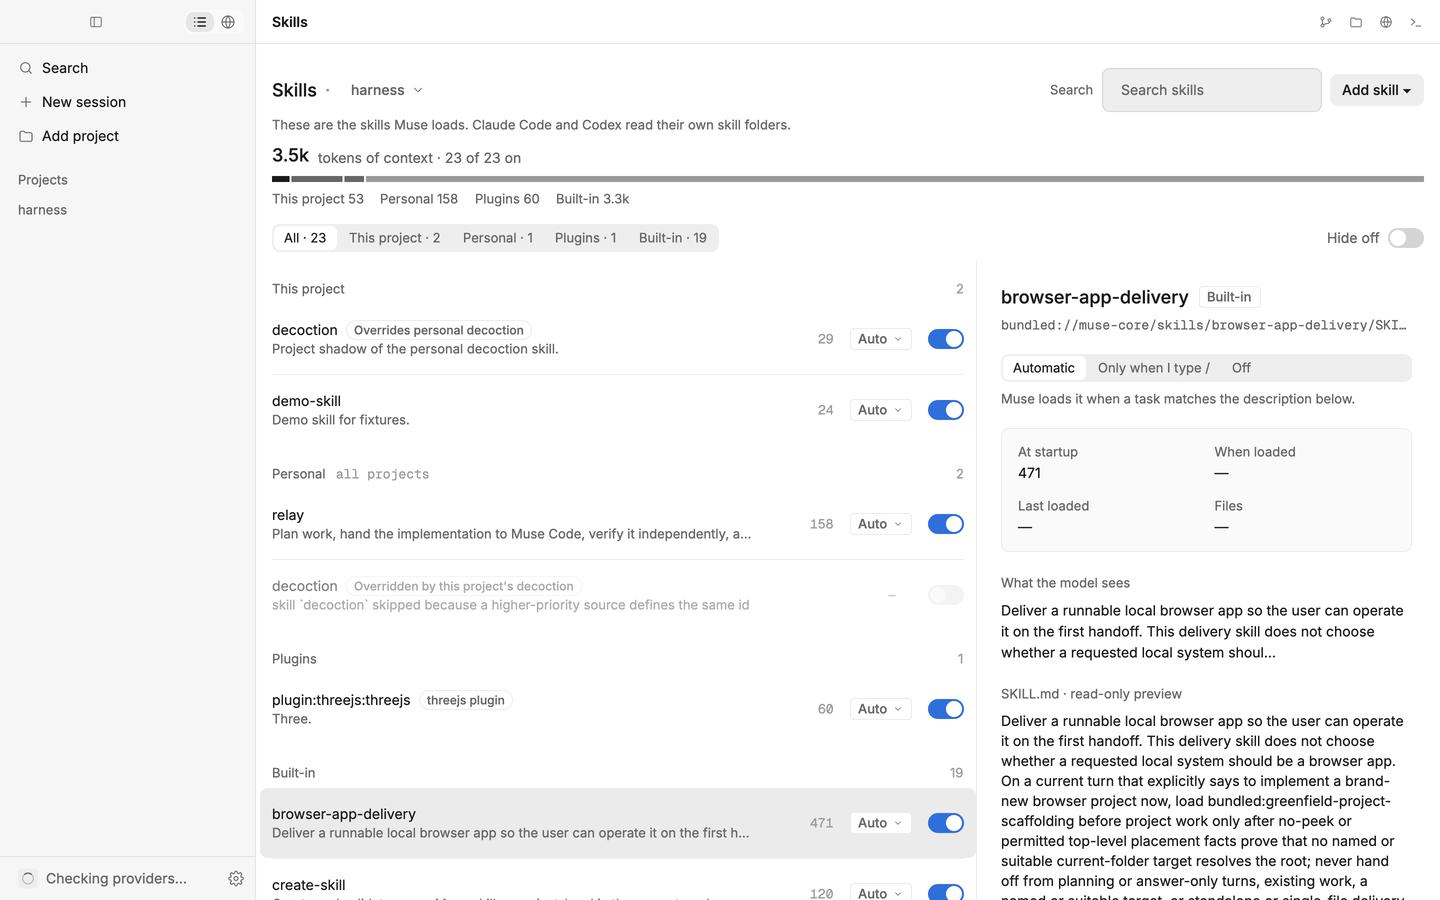 Skills
Search
New session
Add project
Projects
harness
Checking providers...
Skills · harness
Search
Search skills
Add skill
These are the skills Muse loads. Claude Code and Codex read their own skill folders.
3.5k tokens of context · 23 of 23 on
This project 53 Personal 158 Plugins 60 Built-in 3.3k
All · 23 This project · 2 Personal · 1 Plugins · 1 Built-in · 19
Hide off
This project 2
decoction Overrides personal decoction
Project shadow of the personal decoction skill.
29 Auto
demo-skill
Demo skill for fixtures.
24 Auto
Personal all projects 2
relay
Plan work, hand the implementation to Muse Code, verify it independently, a...
158 Auto
decoction Overridden by this project's decoction
skill `decoction` skipped because a higher-priority source defines the same id
–
Plugins 1
plugin:threejs:threejs threejs plugin
Three.
60 Auto
Built-in 19
browser-app-delivery
Deliver a runnable local browser app so the user can operate it on the first h...
471 Auto
create-skill
120 Auto
browser-app-delivery Built-in
bundled://muse-core/skills/browser-app-delivery/SKI…
Automatic Only when I type / Off
Muse loads it when a task matches the description below.
At startup When loaded
471 —
Last loaded Files
— —
What the model sees
Deliver a runnable local browser app so the user can operate
it on the first handoff. This delivery skill does not choose
whether a requested local system shoul...
SKILL.md · read-only preview
Deliver a runnable local browser app so the user can operate
it on the first handoff. This delivery skill does not choose
whether a requested local system should be a browser app.
On a current turn that explicitly says to implement a brand-
new browser project now, load bundled:greenfield-project-
scaffolding before project work only after no-peek or
permitted top-level placement facts prove that no named or
suitable current-folder target resolves the root; never hand
off from planning or answer-only turns, existing work, a
named or suitable target, or standalone or single-file delivery